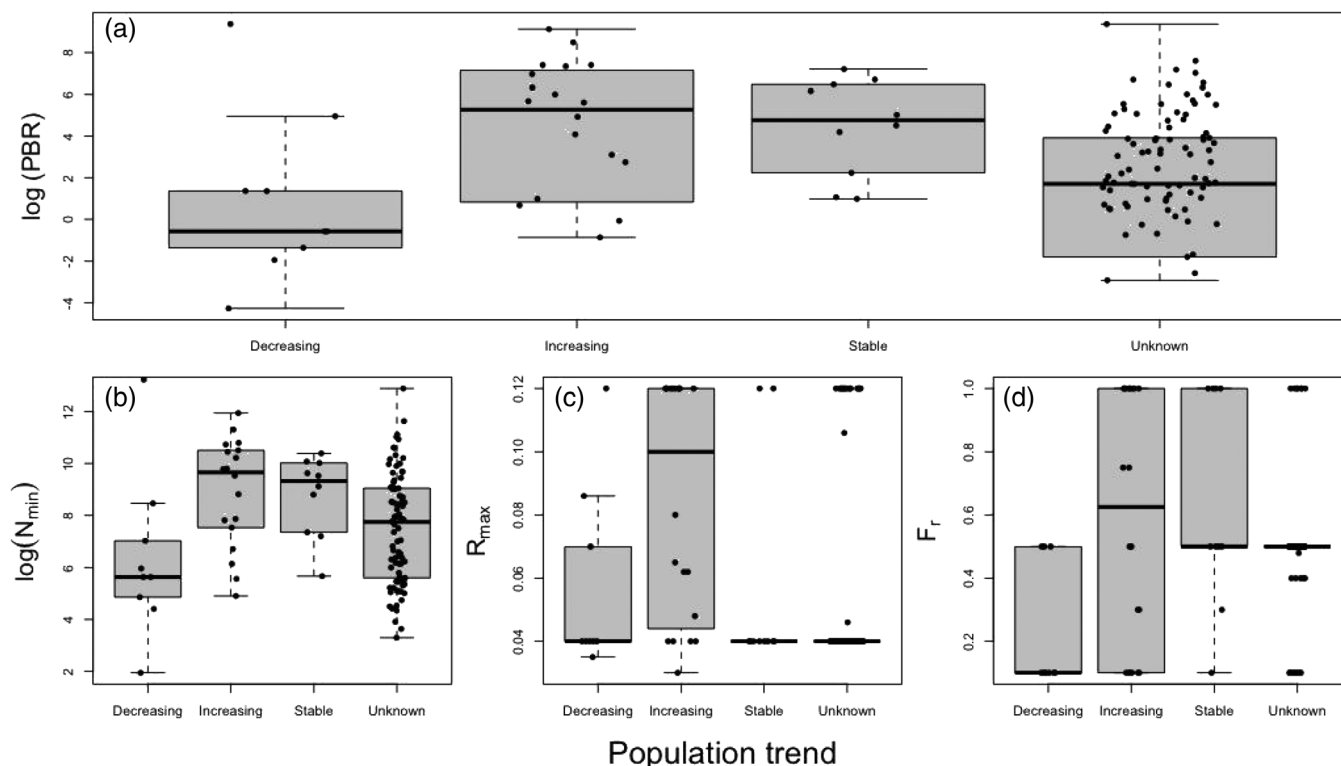 (a)
log (PBR)
8
6
4
2
0
-2
-4
Decreasing Increasing Stable Unknown
(b)
log(Nmin)
12
10
8
6
4
2
Decreasing Increasing Stable Unknown
(c)
Rmax
0.12
0.10
0.08
0.06
0.04
Decreasing Increasing Stable Unknown
(d)
Fr
1.0
0.8
0.6
0.4
0.2
Decreasing Increasing Stable Unknown
Population trend